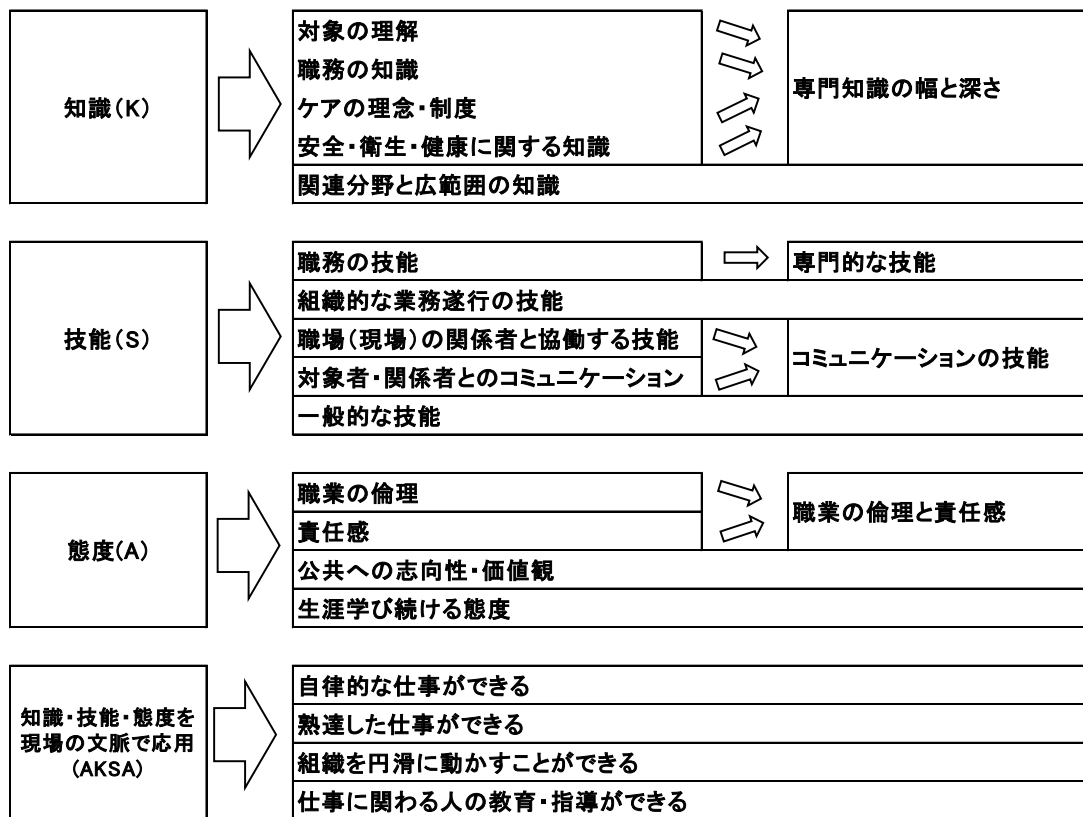 知識(K)
対象の理解
職務の知識
ケアの理念・制度
安全・衛生・健康に関する知識
専門知識の幅と深さ
関連分野と広範囲の知識
技能(S)
職務の技能
専門的な技能
組織的な業務遂行の技能
職場(現場)の関係者と協働する技能
対象者・関係者とのコミュニケーション
コミュニケーションの技能
一般的な技能
態度(A)
職業の倫理
責任感
職業の倫理と責任感
公共への志向性・価値観
生涯学び続ける態度
知識・技能・態度を
現場の文脈で応用
(AKSA)
自律的な仕事ができる
熟達した仕事ができる
組織を円滑に動かすことができる
仕事に関わる人の教育・指導ができる